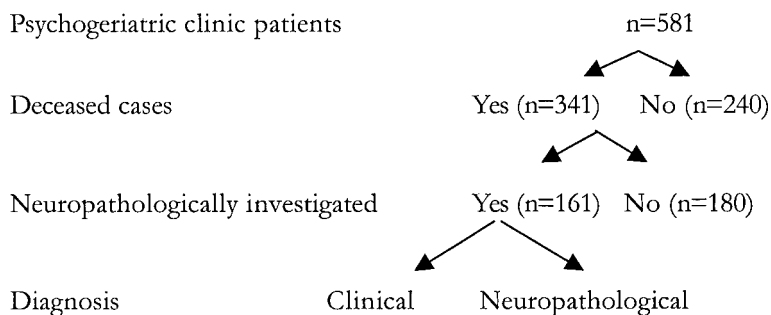 Psychogeriatric clinic patients n=581
Deceased cases Yes (n=341) No (n=240)
Neuropathologically investigated Yes (n=161) No (n=180)
Diagnosis Clinical Neuropathological